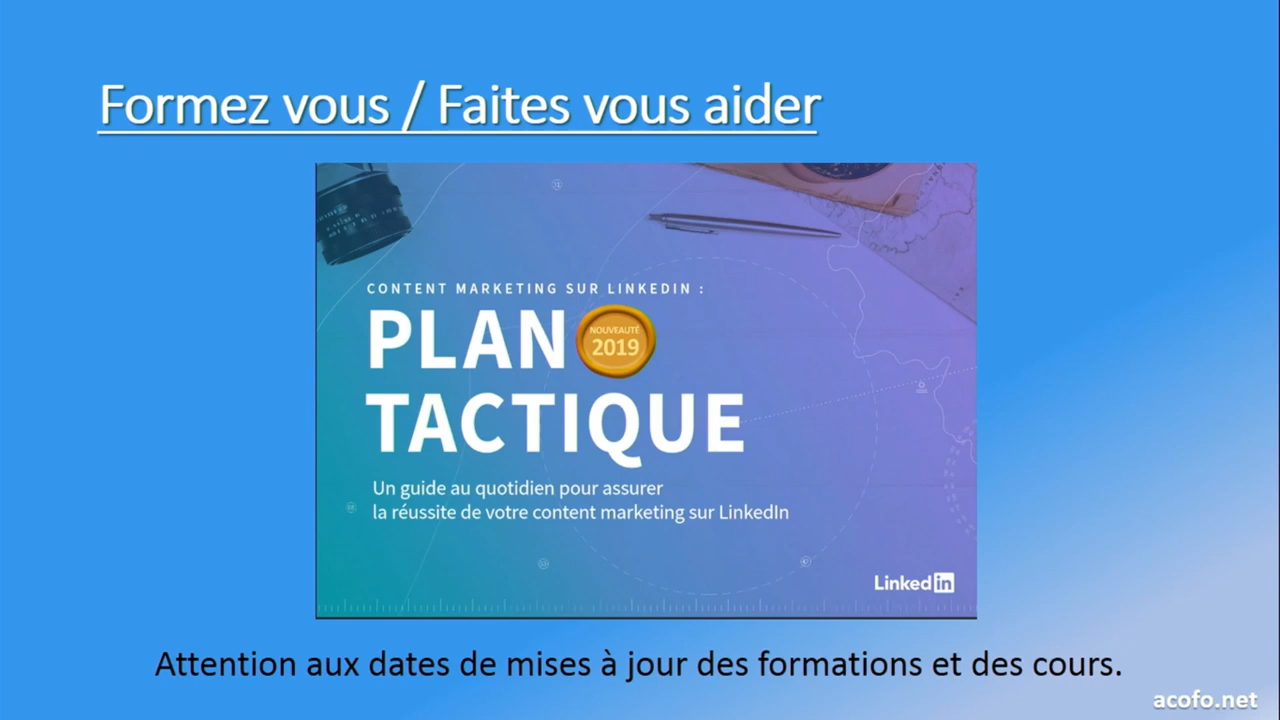 Formez vous / Faites vous aider
CONTENT MARKETING SUR LINKEDIN :
PLAN
NOUVEAUTÉ
2019
TACTIQUE
Un guide au quotidien pour assurer
la réussite de votre content marketing sur LinkedIn
Linked in
Attention aux dates de mises à jour des formations et des cours.
acofo.net